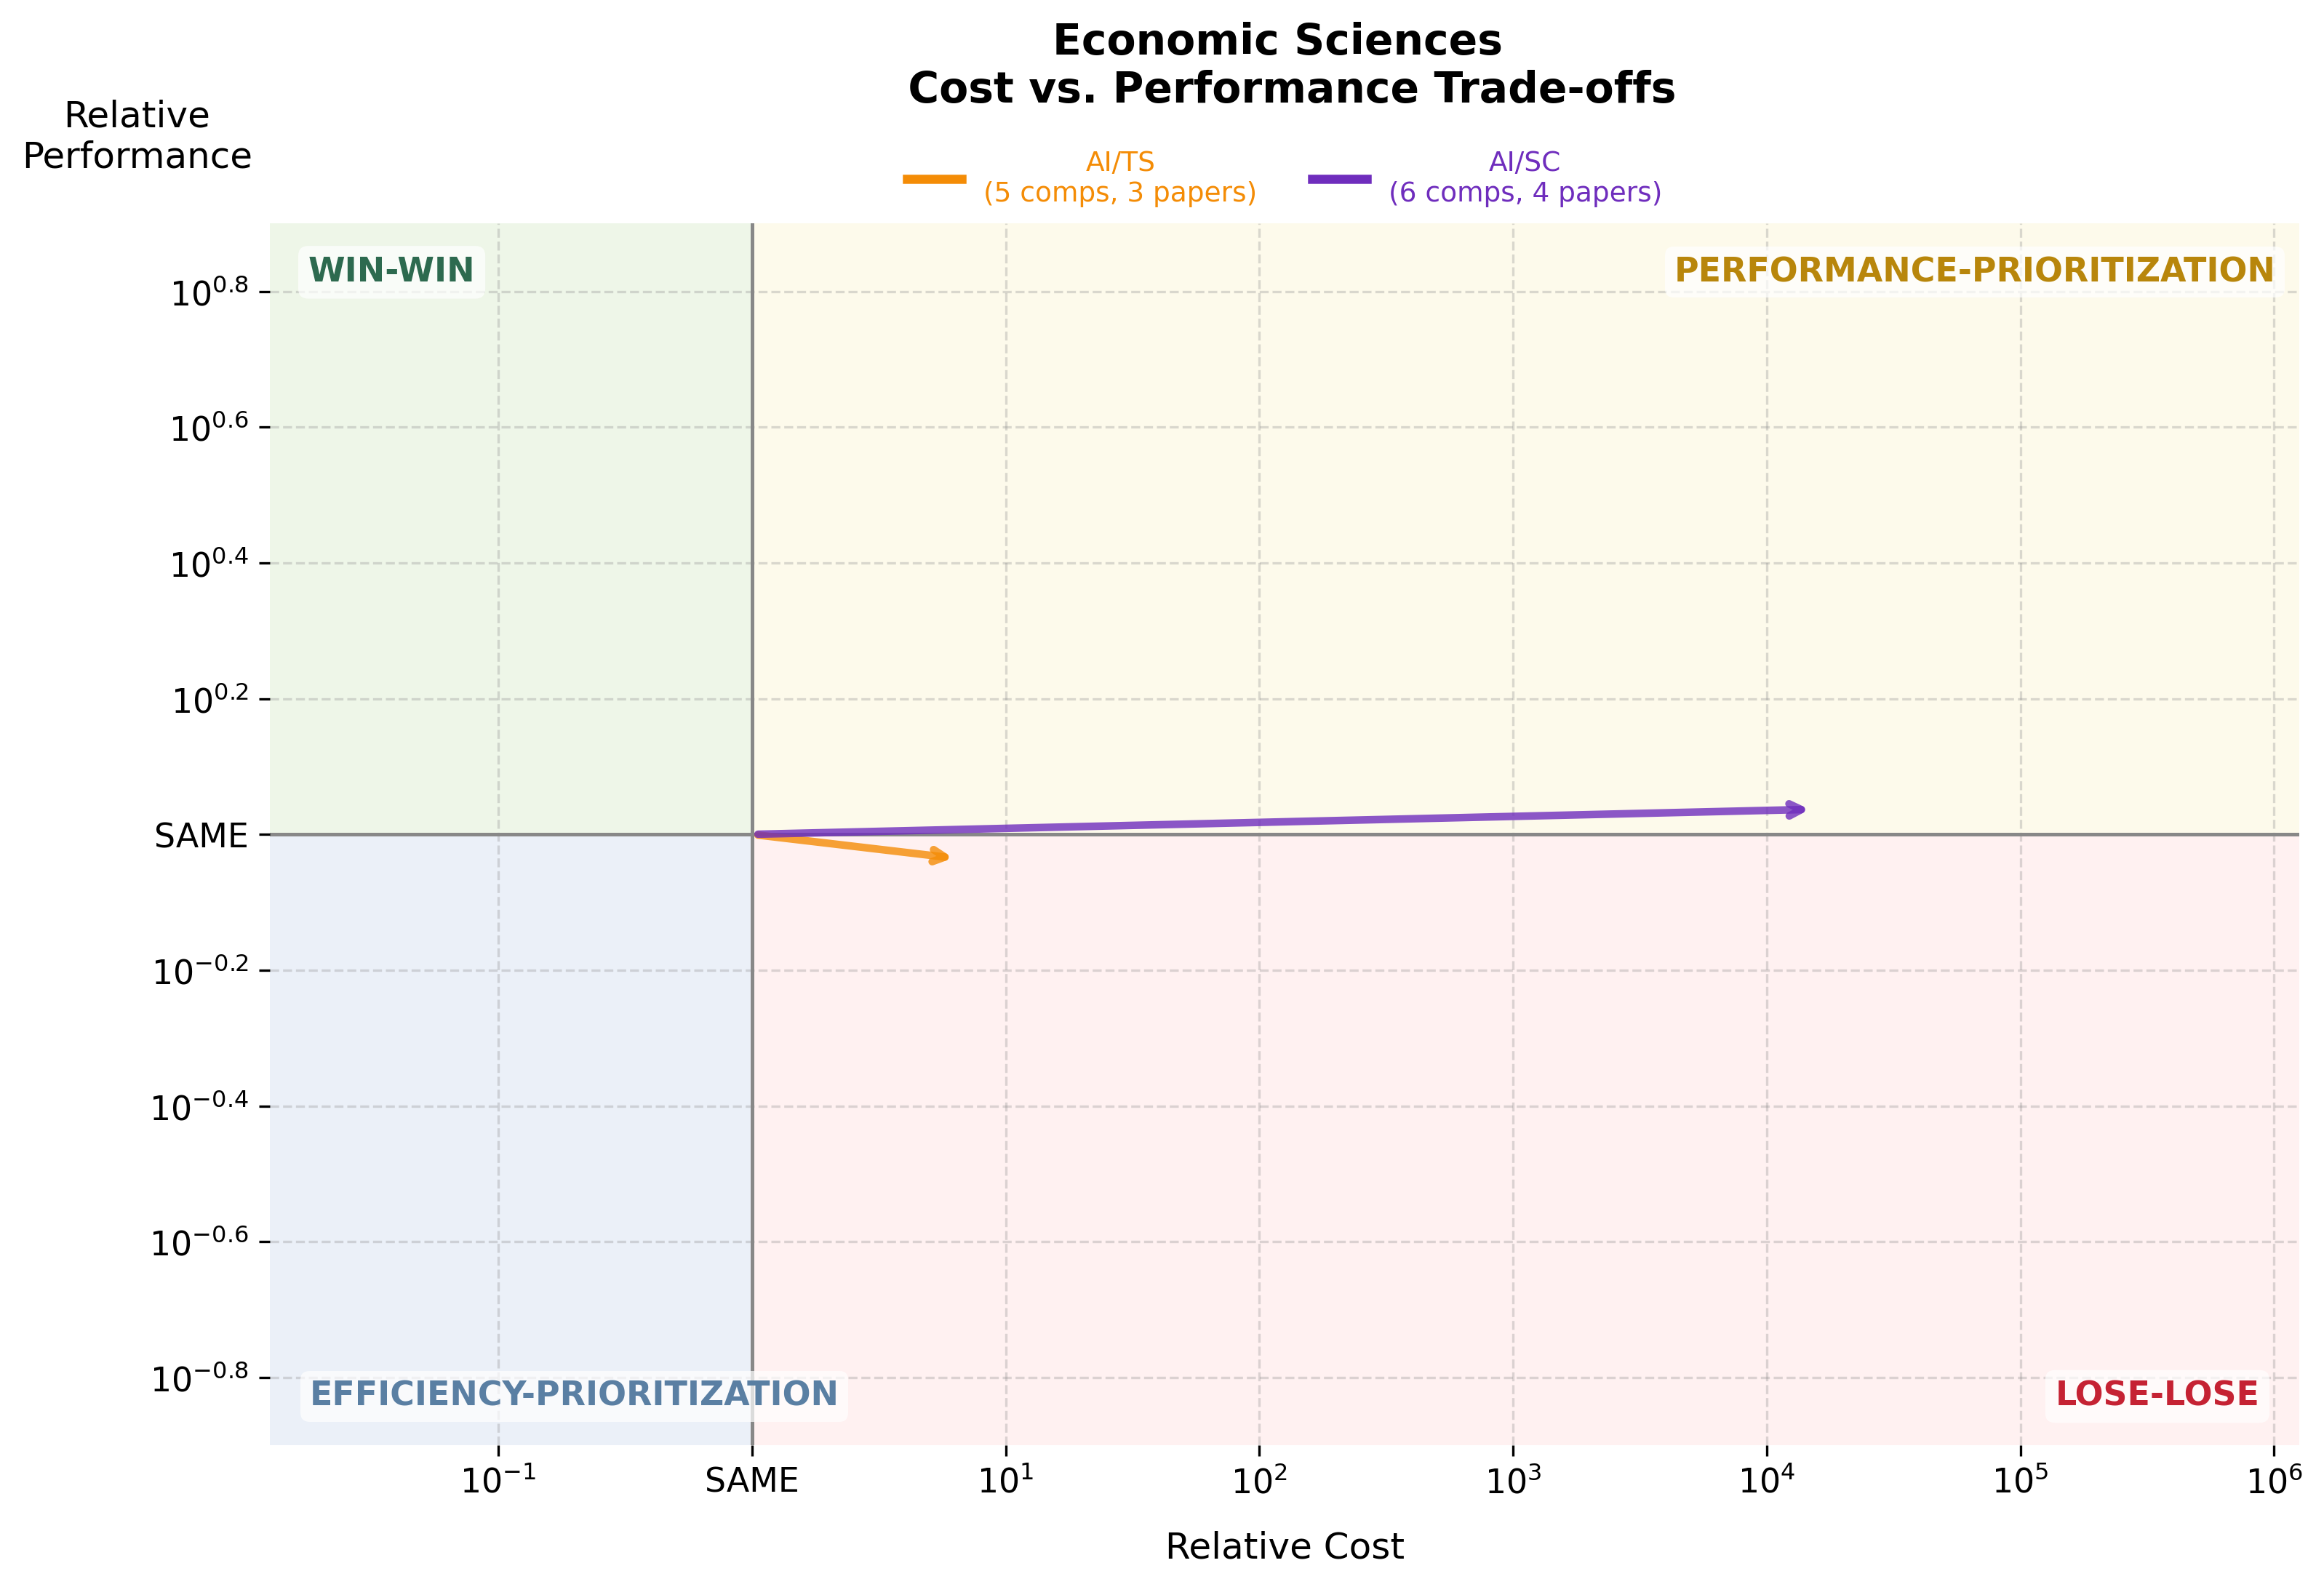 Economic Sciences
Cost vs. Performance Trade-offs
Relative
Performance
AI/TS
(5 comps, 3 papers)
AI/SC
(6 comps, 4 papers)
WIN-WIN
PERFORMANCE-PRIORITIZATION
10^0.8
10^0.6
10^0.4
10^0.2
SAME
10^−0.2
10^−0.4
10^−0.6
10^−0.8
EFFICIENCY-PRIORITIZATION
LOSE-LOSE
10^−1
SAME
10^1
10^2
10^3
10^4
10^5
10^6
Relative Cost